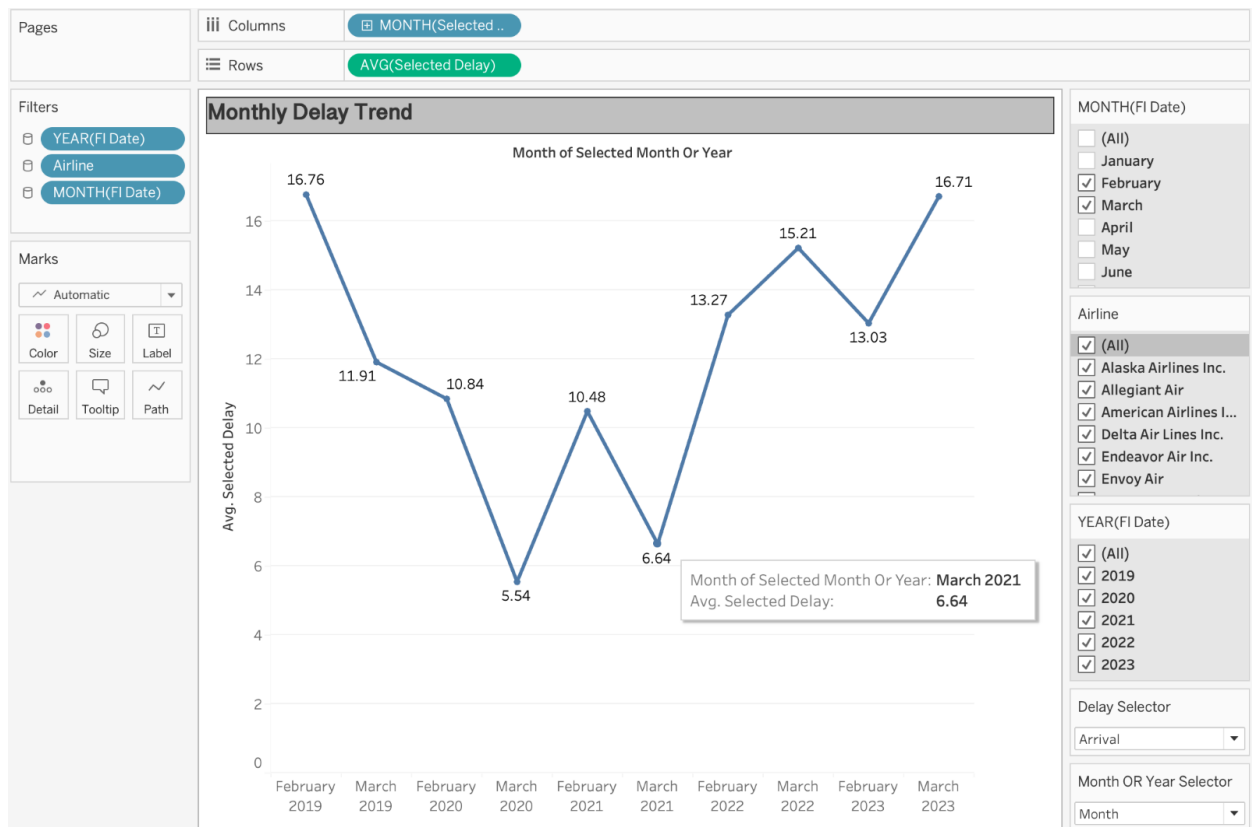 Pages
Columns
MONTH(Selected ..
Rows
AVG(Selected Delay)
Filters
YEAR(Fl Date)
Airline
MONTH(Fl Date)
Marks
Automatic
Color
Size
Label
Detail
Tooltip
Path
Monthly Delay Trend
Month of Selected Month Or Year
Avg. Selected Delay
16
14
12
10
8
6
4
2
0
16.76
11.91
10.84
5.54
10.48
6.64
13.27
15.21
13.03
16.71
Month of Selected Month Or Year: March 2021
Avg. Selected Delay: 6.64
February 2019
March 2019
February 2020
March 2020
February 2021
March 2021
February 2022
March 2022
February 2023
March 2023
MONTH(Fl Date)
(All)
January
February
March
April
May
June
Airline
(All)
Alaska Airlines Inc.
Allegiant Air
American Airlines I...
Delta Air Lines Inc.
Endeavor Air Inc.
Envoy Air
YEAR(Fl Date)
(All)
2019
2020
2021
2022
2023
Delay Selector
Arrival
Month OR Year Selector
Month